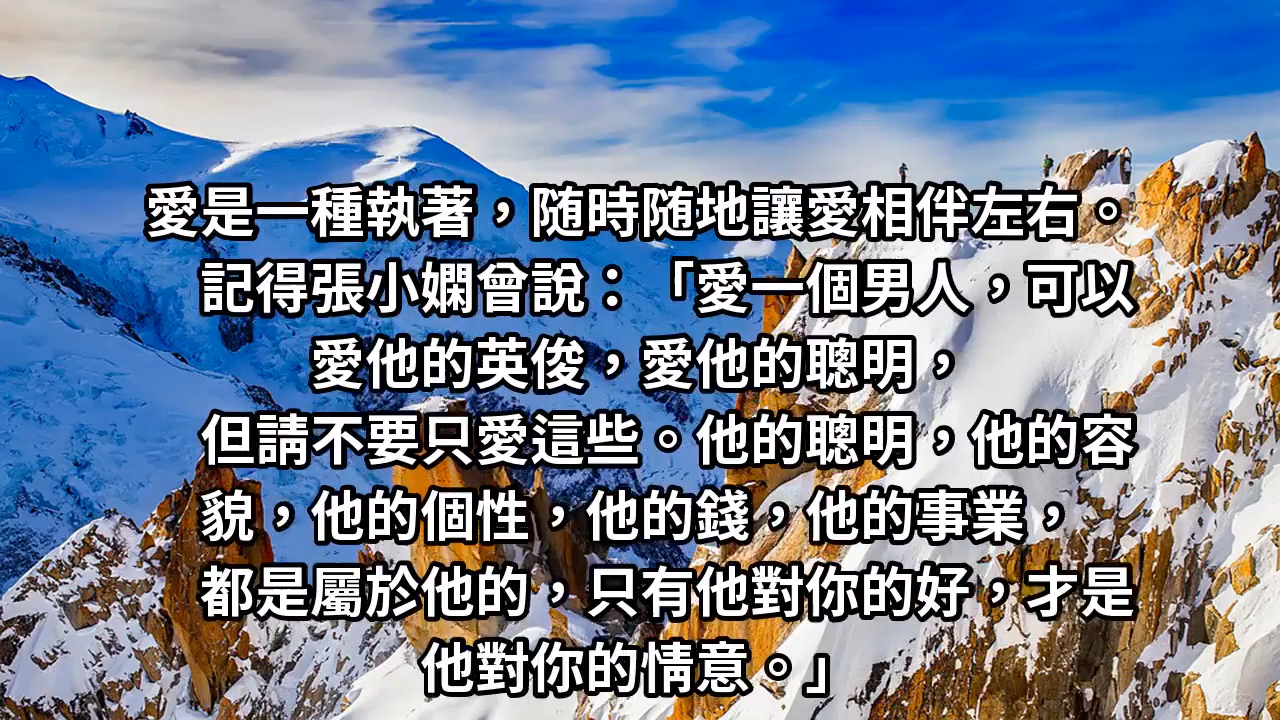 愛是一種執著，随時随地讓愛相伴左右。
記得張小嫻曾說：「愛一個男人，可以
愛他的英俊，愛他的聰明，
但請不要只愛這些。他的聰明，他的容
貌，他的個性，他的錢，他的事業，
都是屬於他的，只有他對你的好，才是
他對你的情意。」